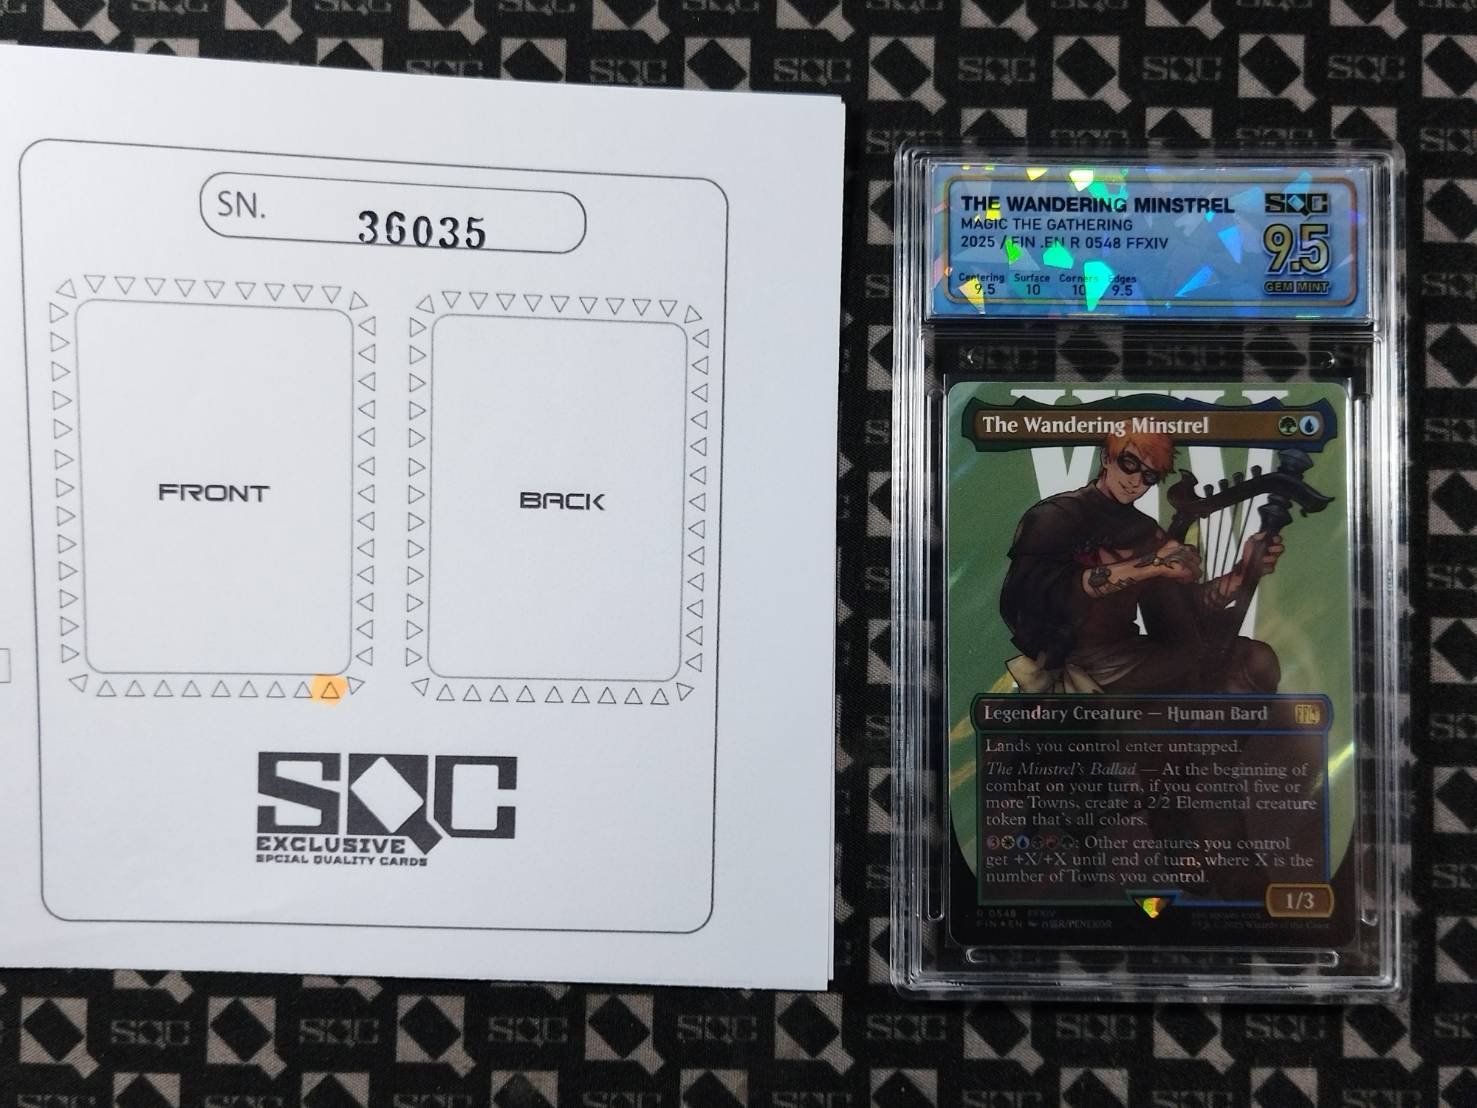 SN. 36035
FRONT
BACK
SQC
EXCLUSIVE
SPCIAL QUALITY CARDS
THE WANDERING MINSTREL
MAGIC THE GATHERING
2025 / FIN .EN R 0548 FFXIV
SQC
9.5
GEM MINT
Centering Surface Corners Edges
9.5 10 10 9.5
XIV
The Wandering Minstrel
Legendary Creature — Human Bard
Lands you control enter untapped.
The Minstrel's Ballad — At the beginning of
combat on your turn, if you control five or
more Towns, create a 2/2 Elemental creature
token that's all colors.
3: Other creatures you control
get +X/+X until end of turn, where X is the
number of Towns you control.
1/3
R 0548 FFXIV
FIN ★ EN